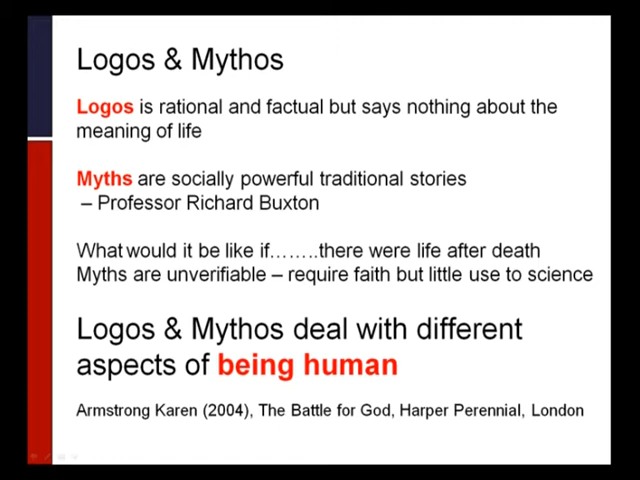 Logos & Mythos
Logos is rational and factual but says nothing about the
meaning of life
Myths are socially powerful traditional stories
– Professor Richard Buxton
What would it be like if……..there were life after death
Myths are unverifiable – require faith but little use to science
Logos & Mythos deal with different
aspects of being human
Armstrong Karen (2004), The Battle for God, Harper Perennial, London